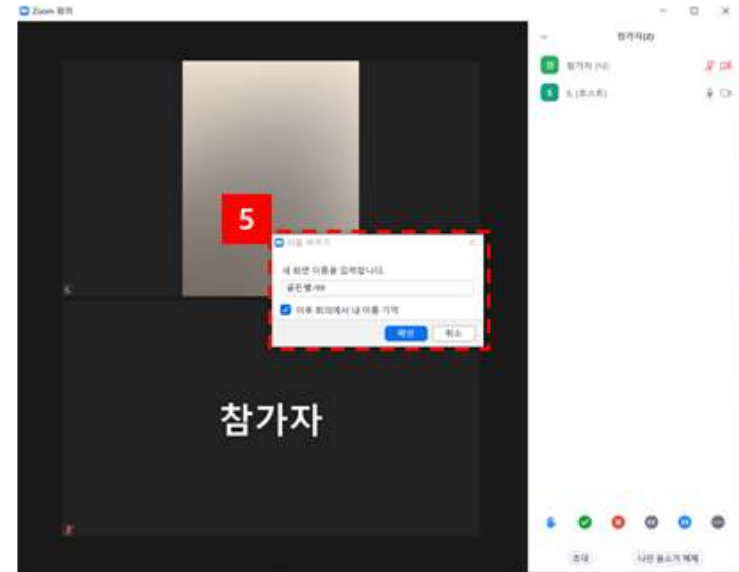 Zoom 회의
참가자(2)
참가자 (나)
S, (호스트)
S
5
이름 바꾸기
새 화면 이름을 입력합니다:
이후 회의에서 내 이름 기억
확인
취소
참가자
초대
나만 음소거 해제